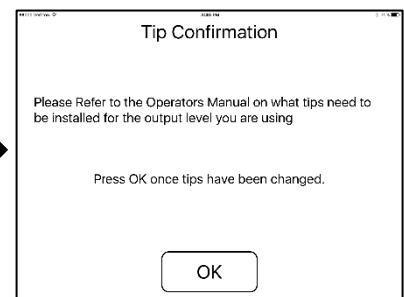 Tip Confirmation
Please Refer to the Operators Manual on what tips need to
be installed for the output level you are using
Press OK once tips have been changed.
OK